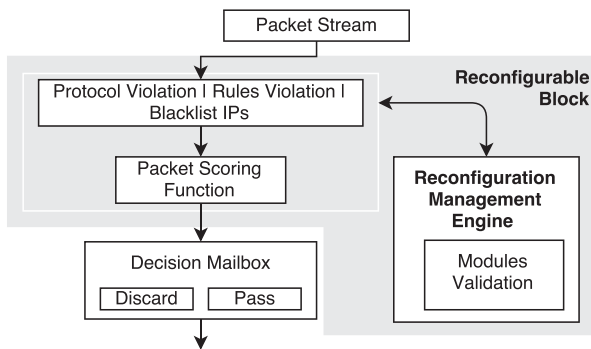 Packet Stream
Reconfigurable
Block
Protocol Violation | Rules Violation |
Blacklist IPs
Packet Scoring
Function
Reconfiguration
Management
Engine
Modules
Validation
Decision Mailbox
Discard
Pass